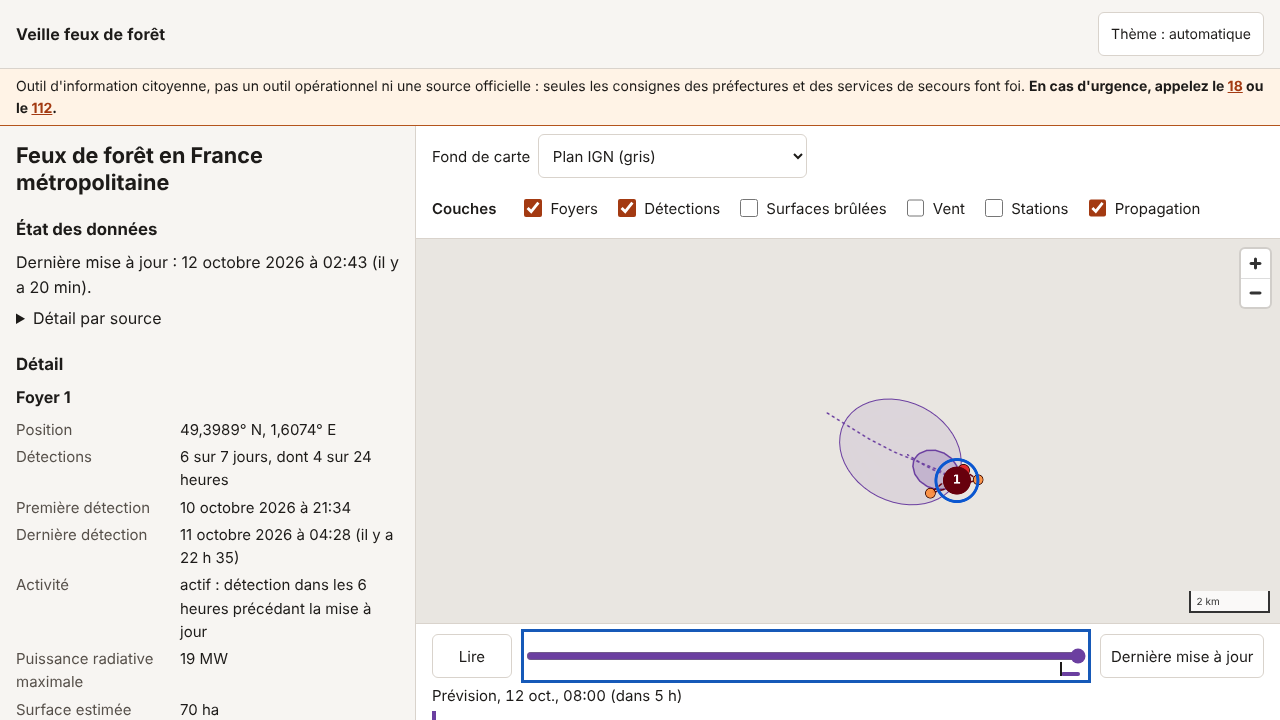 Veille feux de forêt
Thème : automatique
Outil d'information citoyenne, pas un outil opérationnel ni une source officielle : seules les consignes des préfectures et des services de secours font foi. En cas d'urgence, appelez le 18 ou
le 112.
Feux de forêt en France
métropolitaine
État des données
Dernière mise à jour : 12 octobre 2026 à 02:43 (il y
a 20 min).
Détail par source
Détail
Foyer 1
Position 49,3989° N, 1,6074° E
Détections 6 sur 7 jours, dont 4 sur 24
heures
Première détection 10 octobre 2026 à 21:34
Dernière détection 11 octobre 2026 à 04:28 (il y a
22 h 35)
Activité actif : détection dans les 6
heures précédant la mise à
jour
Puissance radiative 19 MW
maximale
Surface estimée 70 ha
Fond de carte Plan IGN (gris)
Couches Foyers Détections Surfaces brûlées Vent Stations Propagation
1
2 km
Lire
Dernière mise à jour
Prévision, 12 oct., 08:00 (dans 5 h)